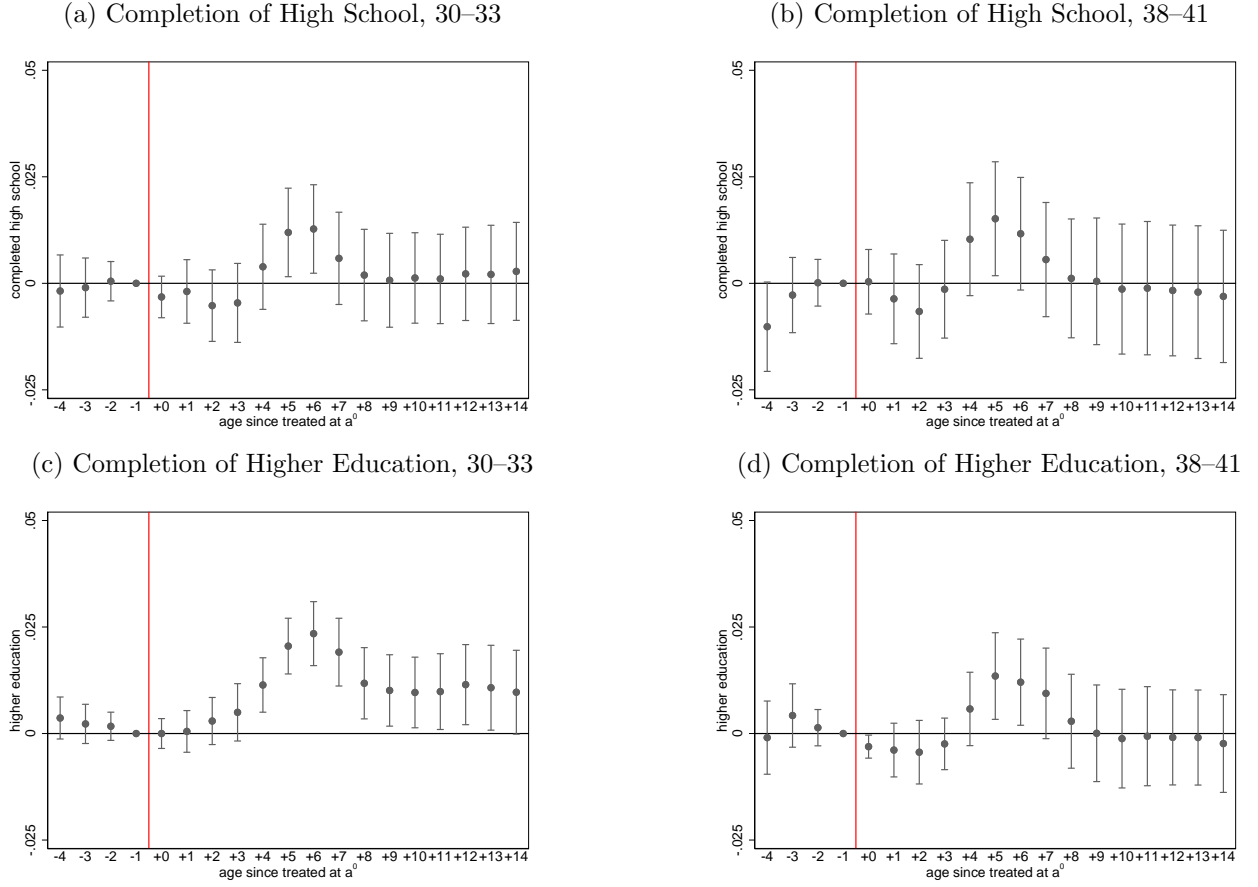 (a) Completion of High School, 30–33
completed high school
.05
.025
0
-.025
-4 -3 -2 -1 +0 +1 +2 +3 +4 +5 +6 +7 +8 +9 +10 +11 +12 +13 +14
age since treated at a⁰
(b) Completion of High School, 38–41
completed high school
.05
.025
0
-.025
-4 -3 -2 -1 +0 +1 +2 +3 +4 +5 +6 +7 +8 +9 +10 +11 +12 +13 +14
age since treated at a⁰
(c) Completion of Higher Education, 30–33
higher education
.05
.025
0
-.025
-4 -3 -2 -1 +0 +1 +2 +3 +4 +5 +6 +7 +8 +9 +10 +11 +12 +13 +14
age since treated at a⁰
(d) Completion of Higher Education, 38–41
higher education
.05
.025
0
-.025
-4 -3 -2 -1 +0 +1 +2 +3 +4 +5 +6 +7 +8 +9 +10 +11 +12 +13 +14
age since treated at a⁰